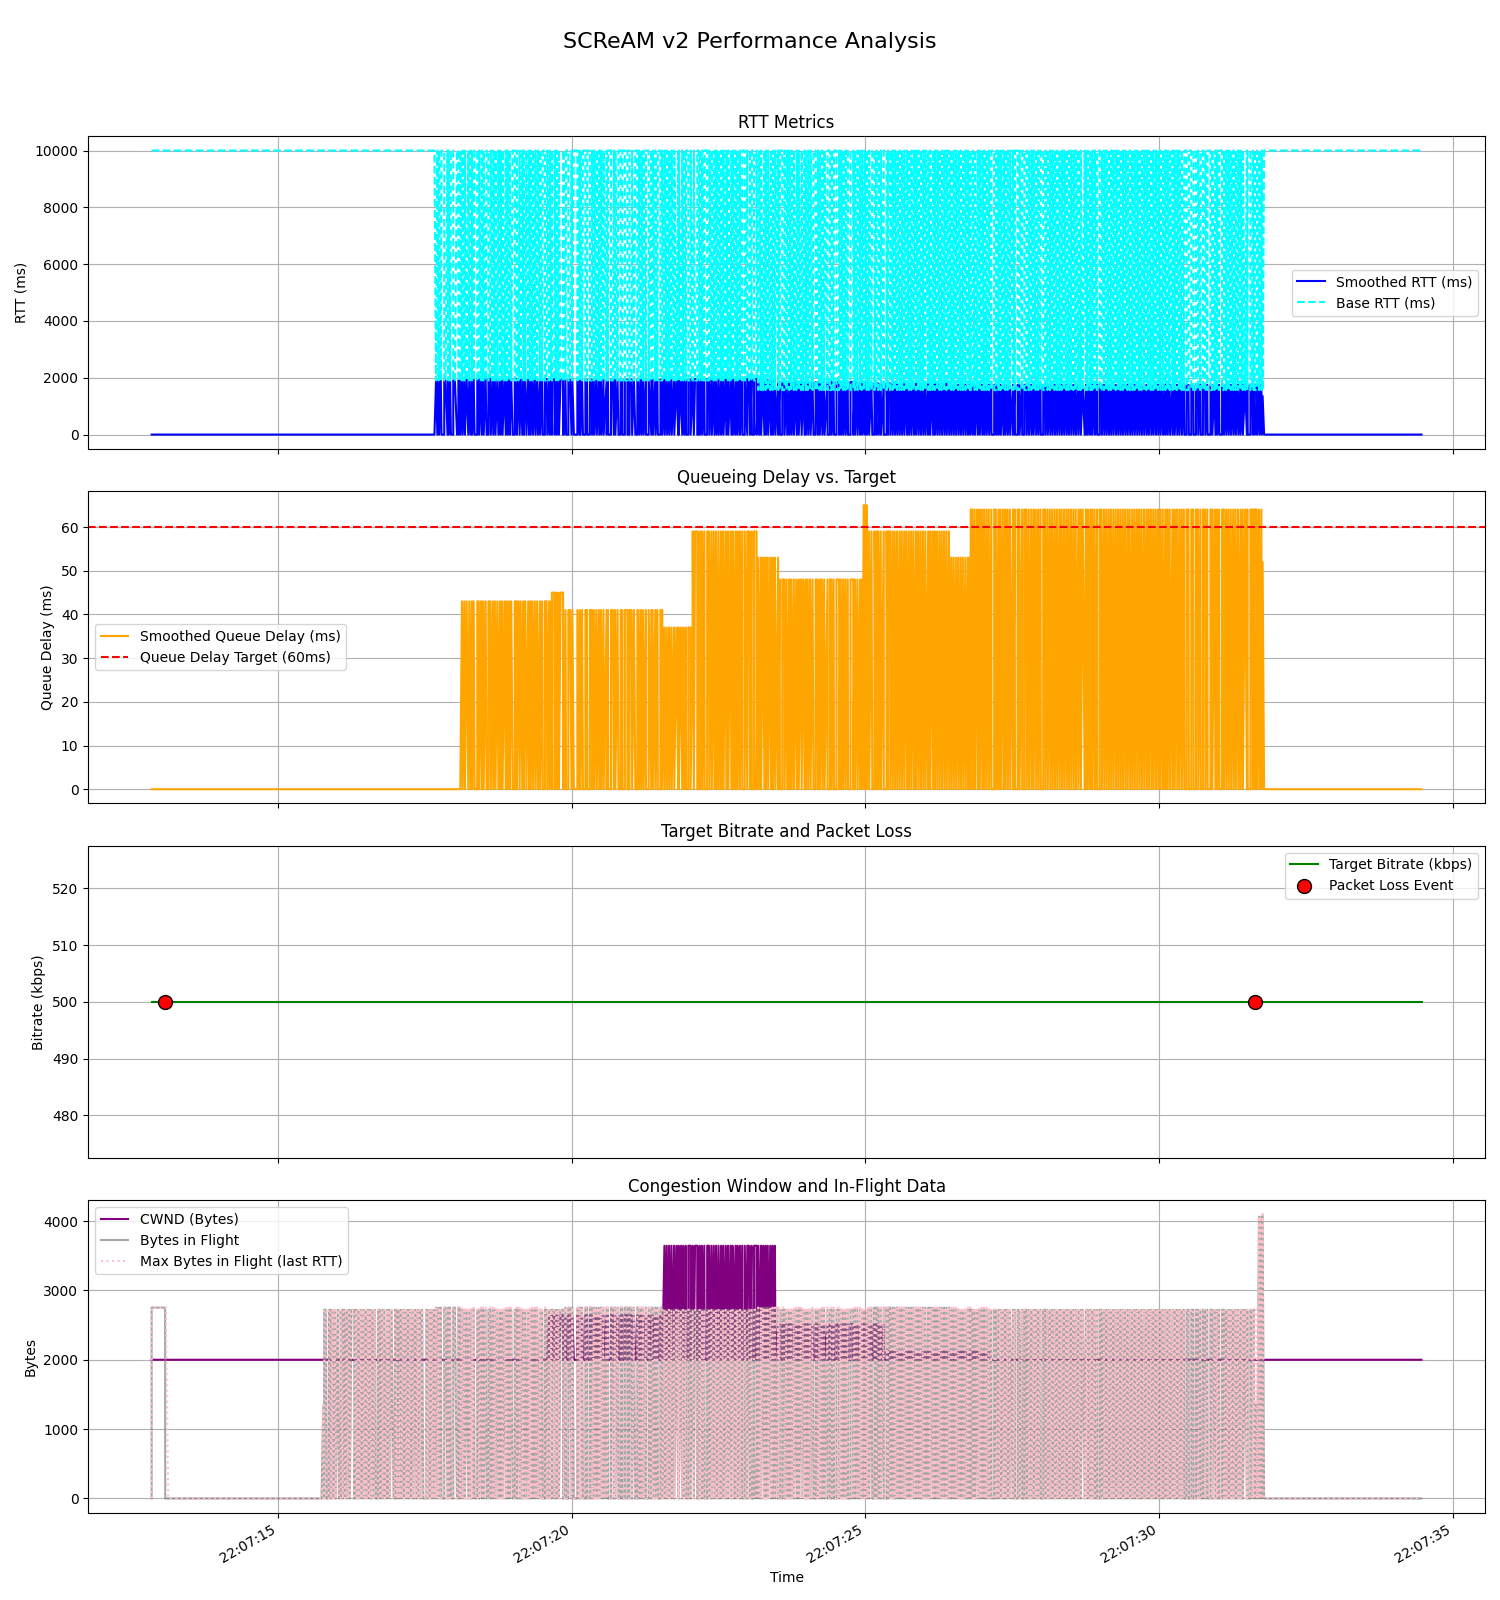 SCReAM v2 Performance Analysis
RTT Metrics
RTT (ms)
10000
8000
6000
4000
2000
0
Smoothed RTT (ms)
Base RTT (ms)
Queueing Delay vs. Target
Queue Delay (ms)
60
50
40
30
20
10
0
Smoothed Queue Delay (ms)
Queue Delay Target (60ms)
Target Bitrate and Packet Loss
Bitrate (kbps)
520
510
500
490
480
Target Bitrate (kbps)
Packet Loss Event
Congestion Window and In-Flight Data
Bytes
4000
3000
2000
1000
0
CWND (Bytes)
Bytes in Flight
Max Bytes in Flight (last RTT)
22:07:15
22:07:20
22:07:25
22:07:30
22:07:35
Time